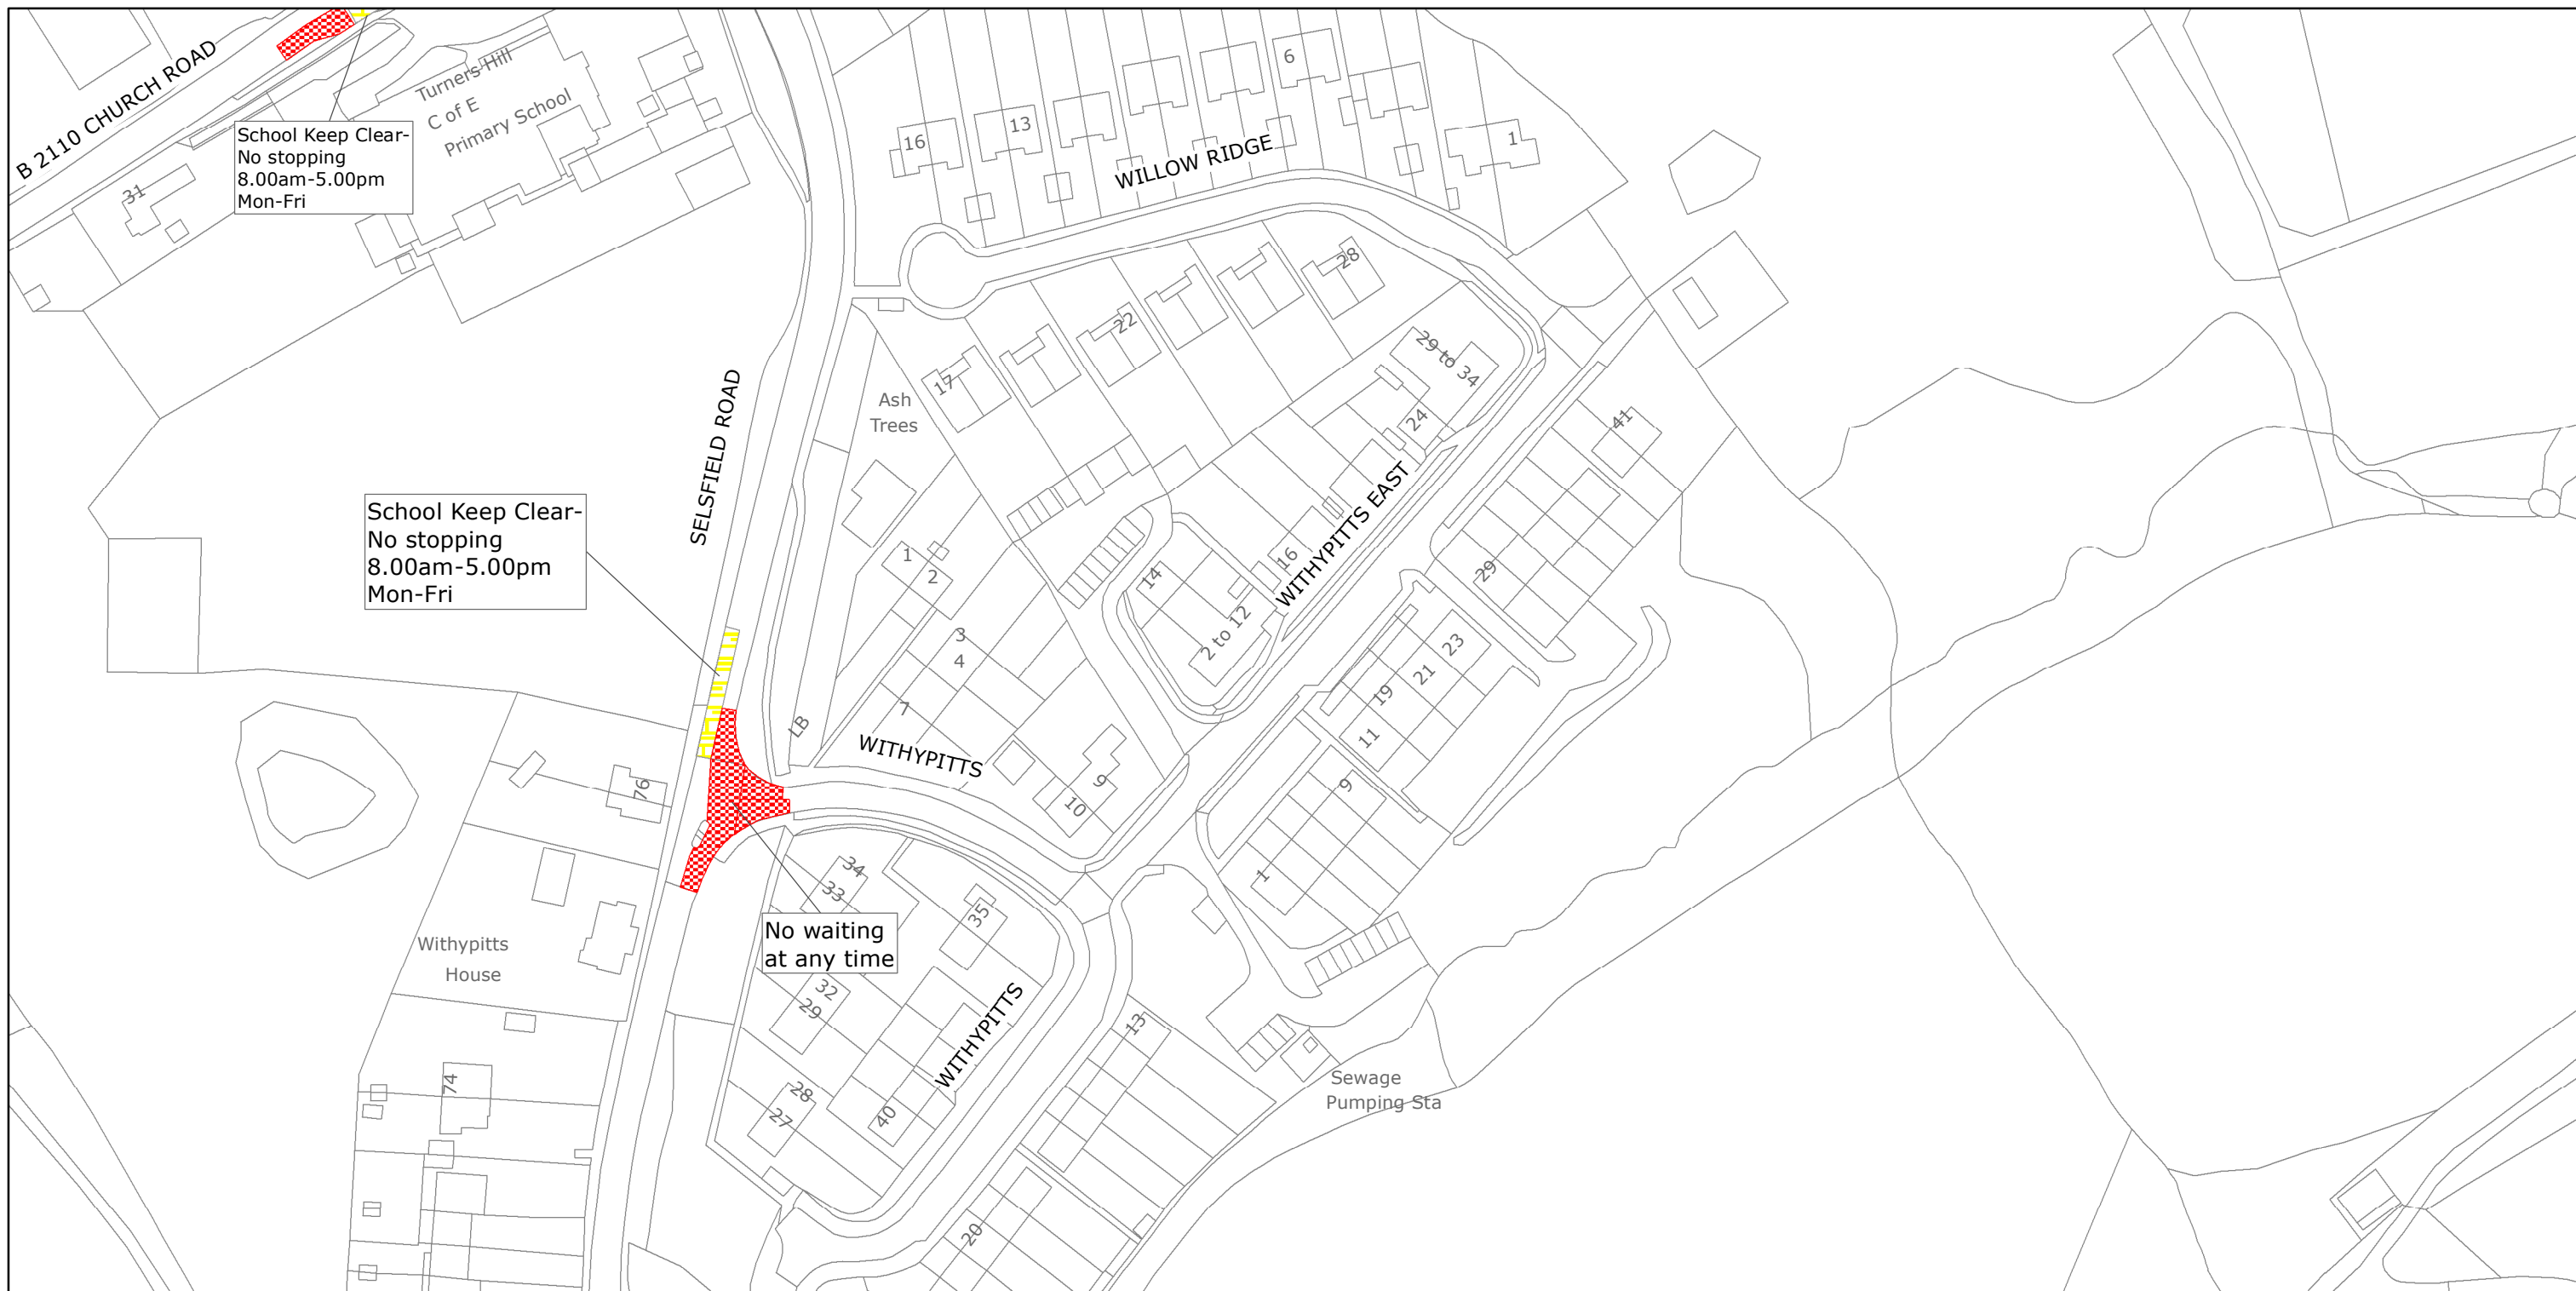 B 2110 CHURCH ROAD
Turners Hill
C of E
Primary School
School Keep Clear-
No stopping
8.00am-5.00pm
Mon-Fri
31
16
13
6
1
WILLOW RIDGE
28
22
17
29 to 34
24
41
Ash
Trees
SELSFIELD ROAD
School Keep Clear-
No stopping
8.00am-5.00pm
Mon-Fri
1
2
3
4
7
14
16
2 to 12
WITHYPITTS EAST
29
23
21
19
11
LB
WITHYPITTS
9
10
9
1
76
34
33
35
No waiting
at any time
Withypitts
House
32
29
WITHYPITTS
13
74
28
27
40
Sewage
Pumping Sta
20